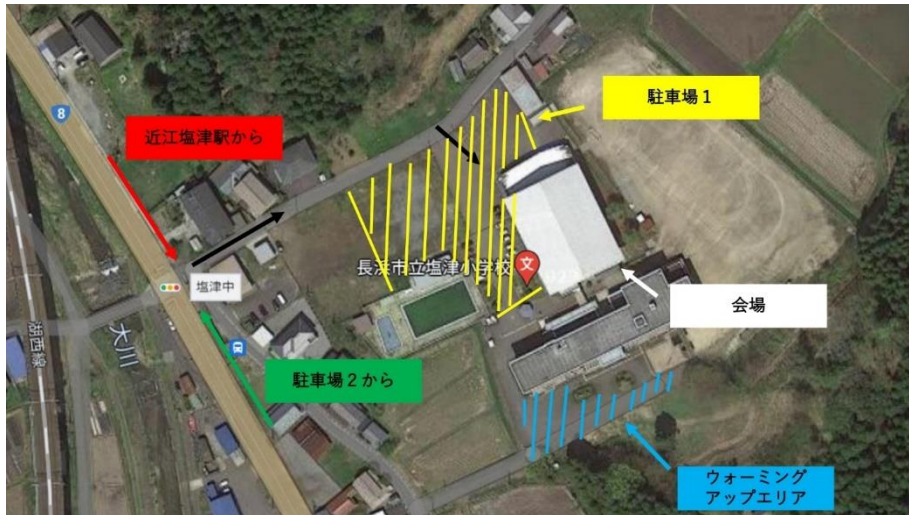 8
近江塩津駅から
駐車場1
長浜市立塩津小学校
文
塩津中
会場
湖西線
大川
駐車場2から
ウォーミング
アップエリア